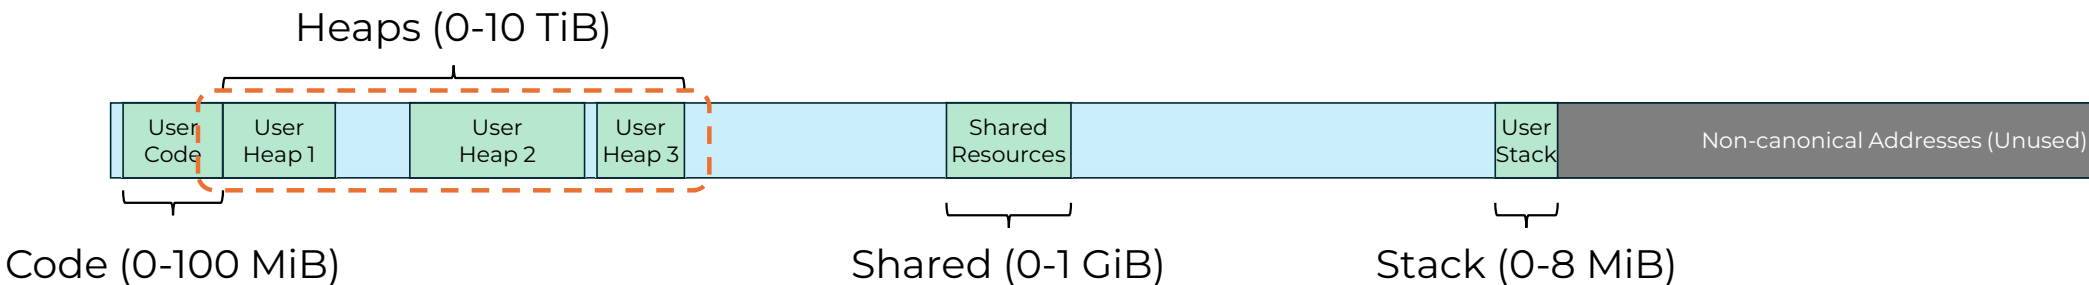 Heaps (0-10 TiB)
User
Code
User
Heap 1
User
Heap 2
User
Heap 3
Shared
Resources
User
Stack
Non-canonical Addresses (Unused)
Code (0-100 MiB)
Shared (0-1 GiB)
Stack (0-8 MiB)